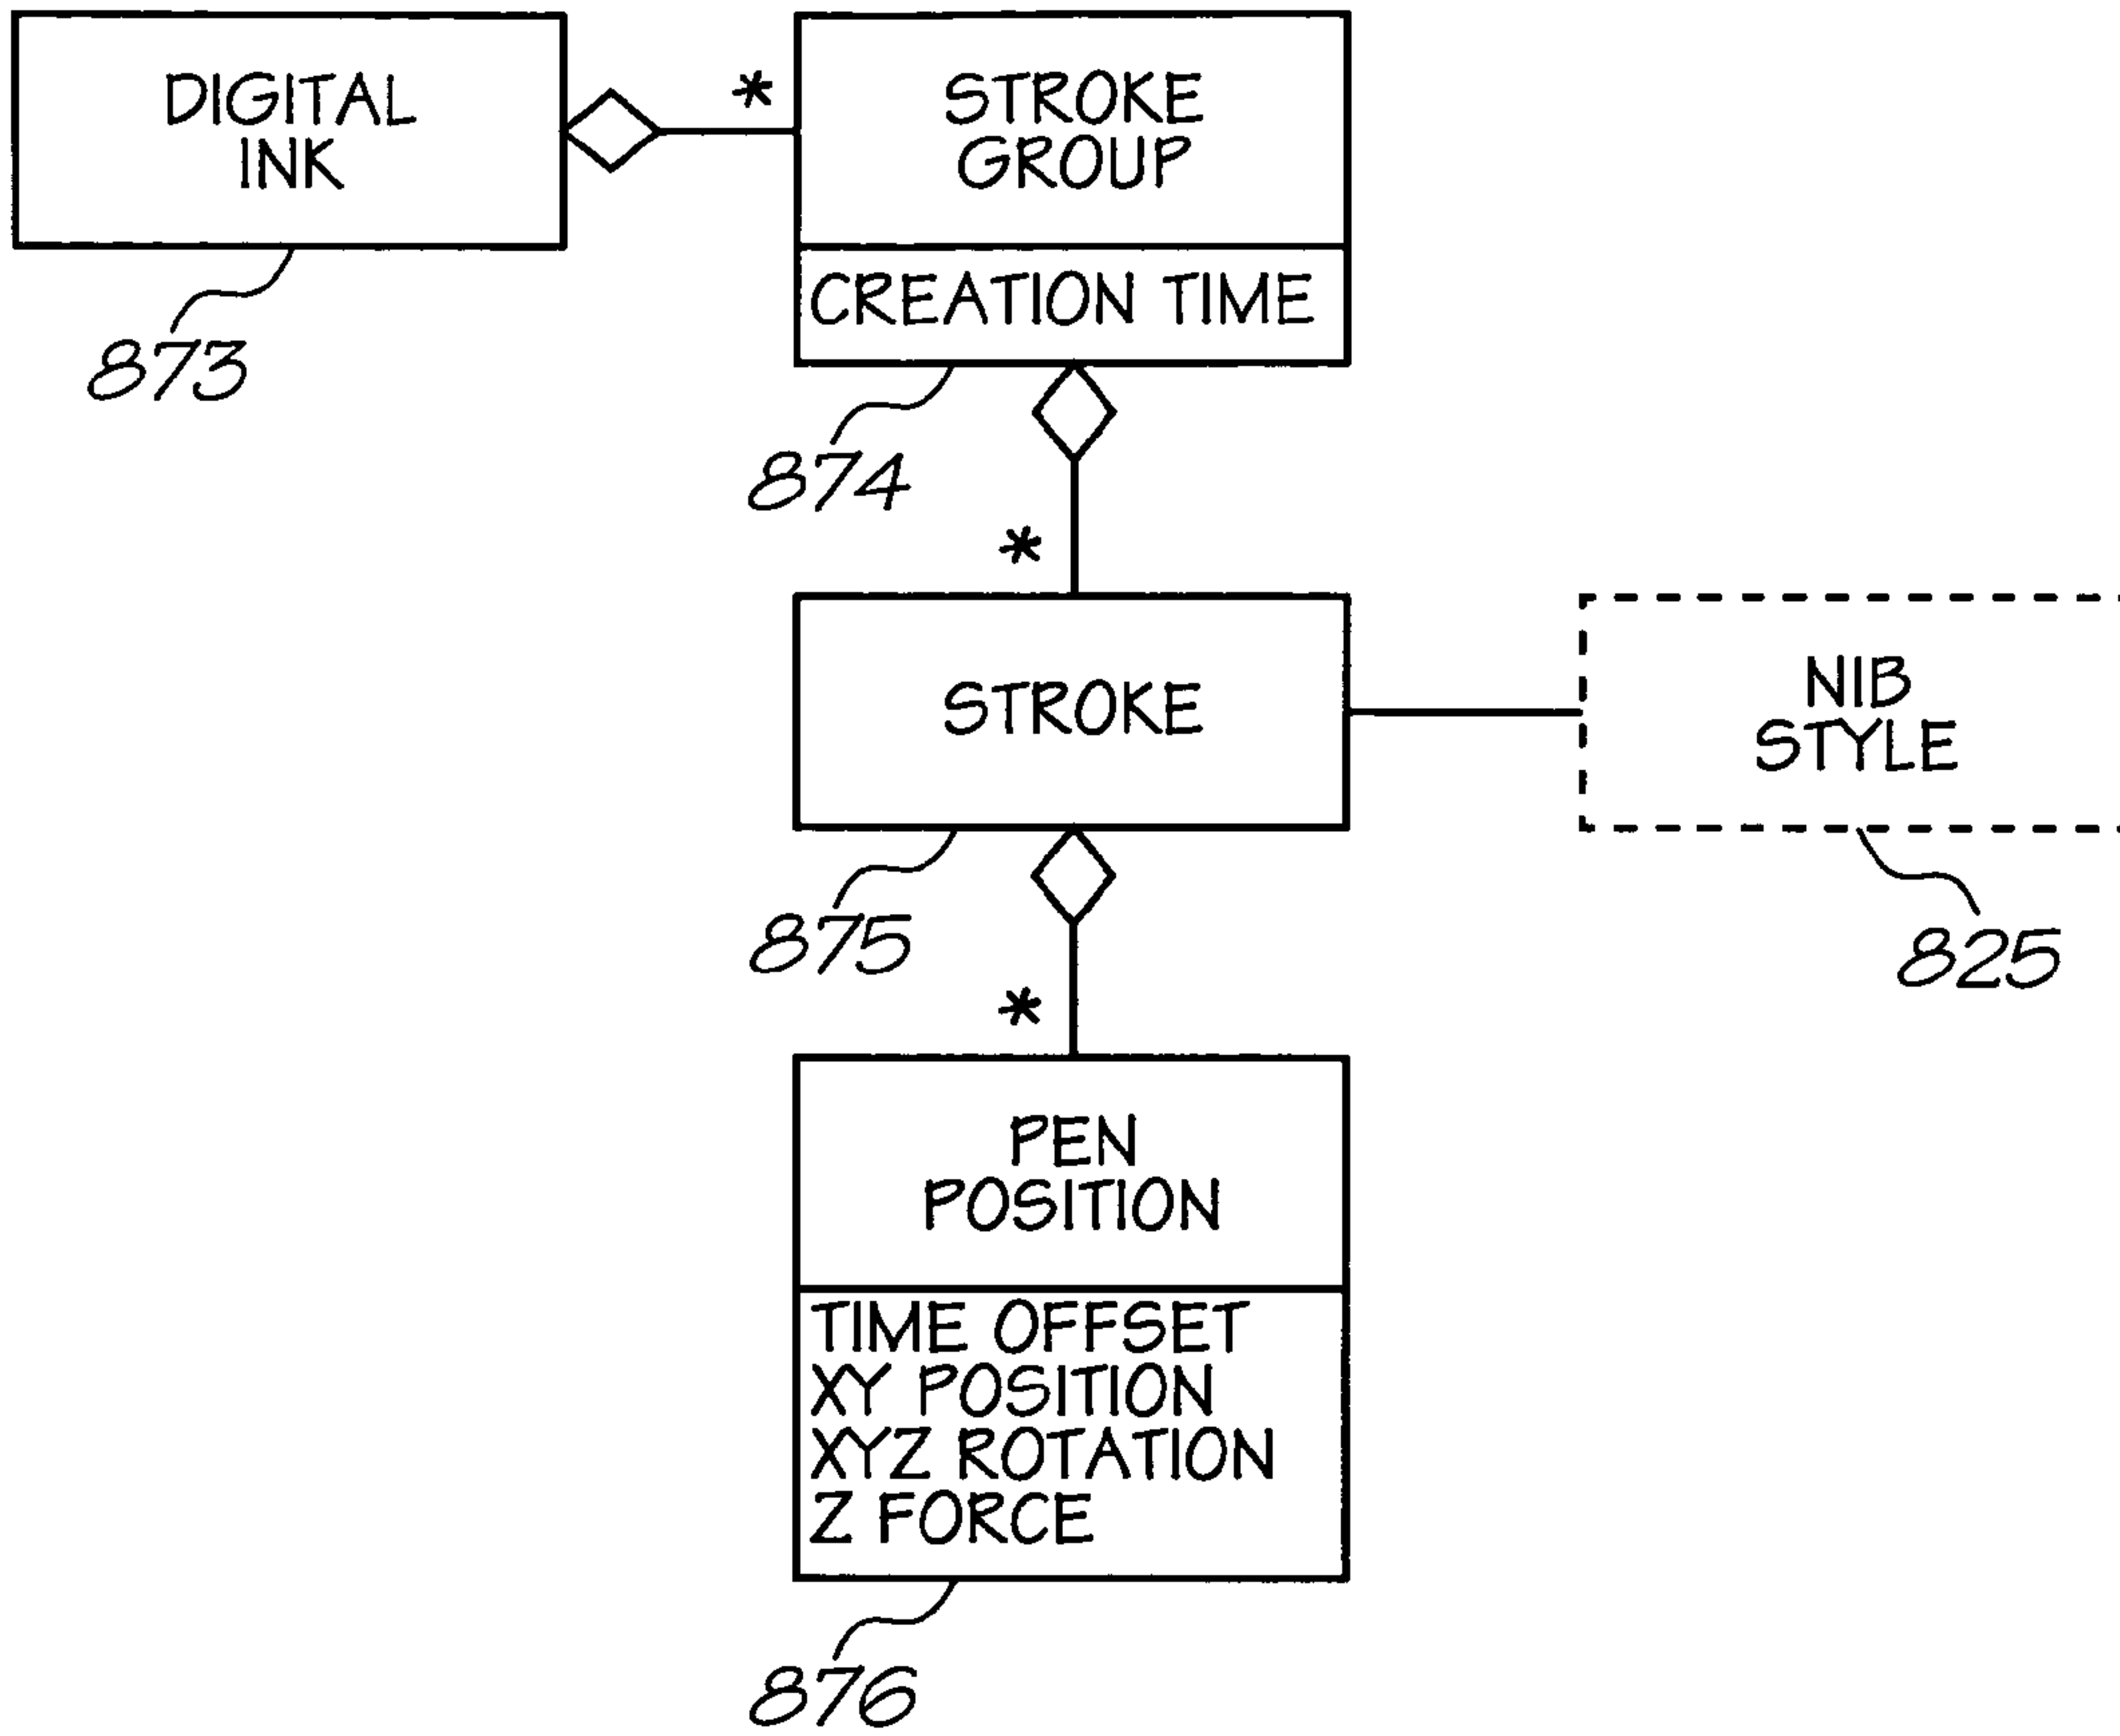 DIGITAL
INK
*
STROKE
GROUP
CREATION TIME
873
874
*
STROKE
NIB
STYLE
875
825
*
PEN
POSITION
TIME OFFSET
XY POSITION
XYZ ROTATION
Z FORCE
876